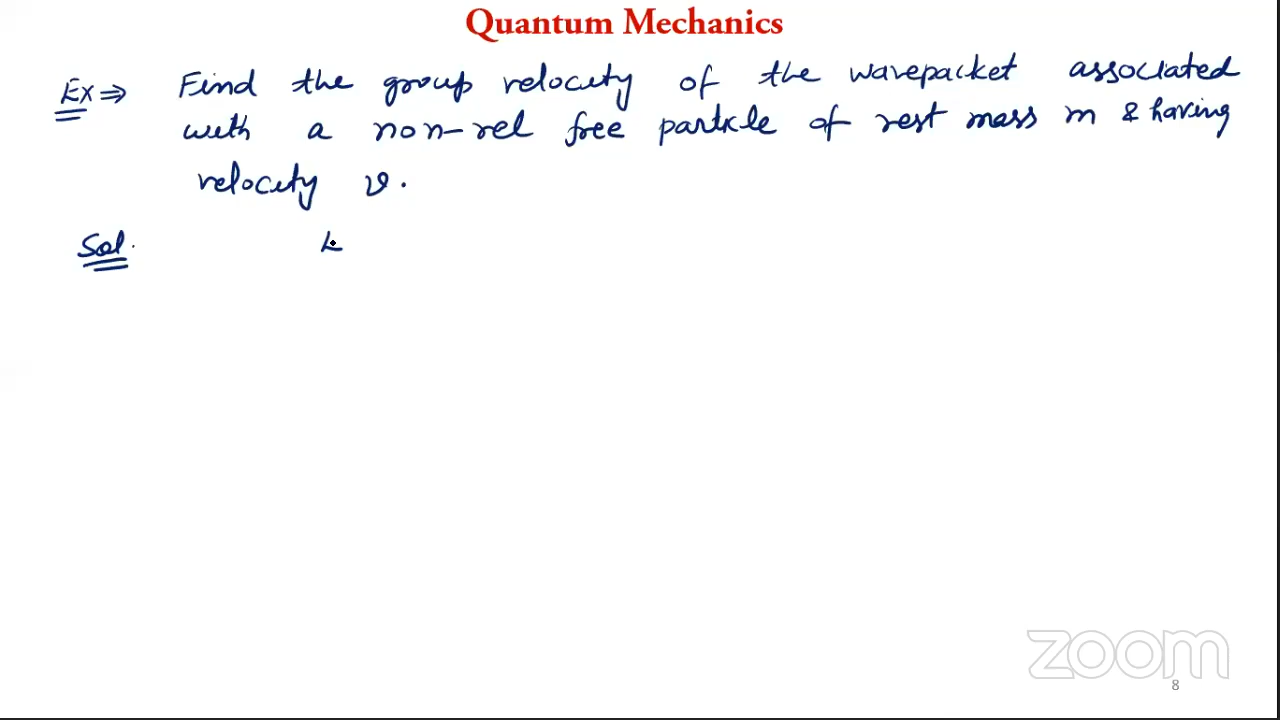 Quantum Mechanics
Ex ⇒ Find the group velocity of the wavepacket associated
with a non-rel free particle of rest mass m & having
velocity v.
Sol.
zoom
8